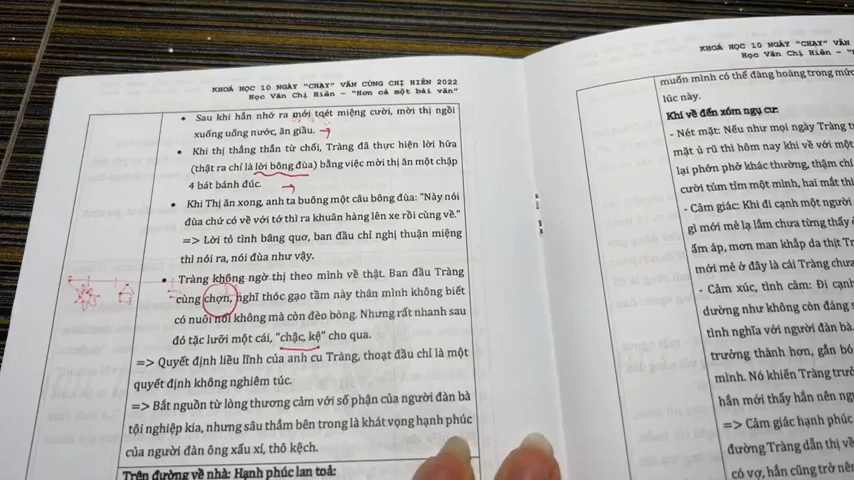 KHOÁ HỌC 10 NGÀY "CHẠY" VĂN CÙNG CHỊ HIÊN 2022
Học Văn Chị Hiên – "Hơn cả một bài văn"
• Sau khi hắn nhớ ra mới toét miệng cười, mời thị ngồi
xuống uống nước, ăn giầu.
• Khi thị thẳng thắn từ chối, Tràng đã thực hiện lời hứa
(thật ra chỉ là lời bông đùa) bằng việc mời thị ăn một chập
4 bát bánh đúc.
• Khi Thị ăn xong, anh ta buông một câu bông đùa: "Này nói
đùa chứ có về với tớ thì ra khuân hàng lên xe rồi cùng về."
=> Lời tỏ tình bâng quơ, ban đầu chỉ nghị thuận miệng
thì nói ra, nói đùa như vậy.
• Tràng không ngờ thị theo mình về thật. Ban đầu Tràng
cũng chợn, nghĩ thóc gạo tầm này thân mình không biết
có nuôi nổi không mà còn đèo bòng. Nhưng rất nhanh sau
đó tặc lưỡi một cái, "chậc, kệ" cho qua.
=> Quyết định liều lĩnh của anh cu Tràng, thoạt đầu chỉ là một
quyết định không nghiêm túc.
=> Bắt nguồn từ lòng thương cảm với số phận của người đàn bà
tội nghiệp kia, nhưng sâu thẳm bên trong là khát vọng hạnh phúc
của người đàn ông xấu xí, thô kệch.
Trên đường về nhà: Hạnh phúc lan toả:
KHOÁ HỌC 10 NGÀY "CHẠY" VĂN
Học Văn Chị Hiên –
muốn mình có thể đàng hoàng trong mức
lúc này.
Khi về đến xóm ngụ cư:
- Nét mặt: Nếu như mọi ngày Tràng
mặt ủ rũ thì hôm nay khi về với một
lại phớn phở khác thường, thậm chí
cười tủm tỉm một mình, hai mắt thì
- Cảm giác: Khi đi cạnh một người
gì mới mẻ lạ lẫm chưa từng thấy
ấm áp, mơn man khắp da thịt
mới mẻ ở đây là cái Tràng chưa
- Cảm xúc, tình cảm: Đi cạnh
dường như không còn đáng
tình nghĩa với người đàn bà
trưởng thành hơn, gắn bó
mình. Nó khiến Tràng
hắn mới thấy hắn nên
=> Cảm giác hạnh phúc
đường Tràng dẫn thị về
có vợ, hắn cũng trở nên